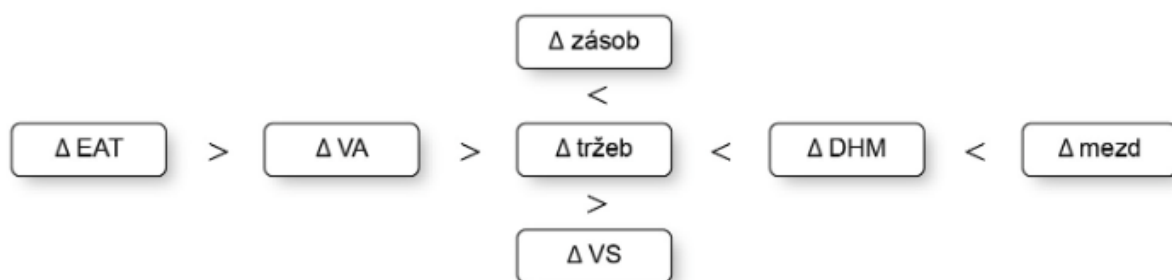 Δ zásob
<
Δ EAT > Δ VA > Δ tržeb < Δ DHM < Δ mezd
>
Δ VS